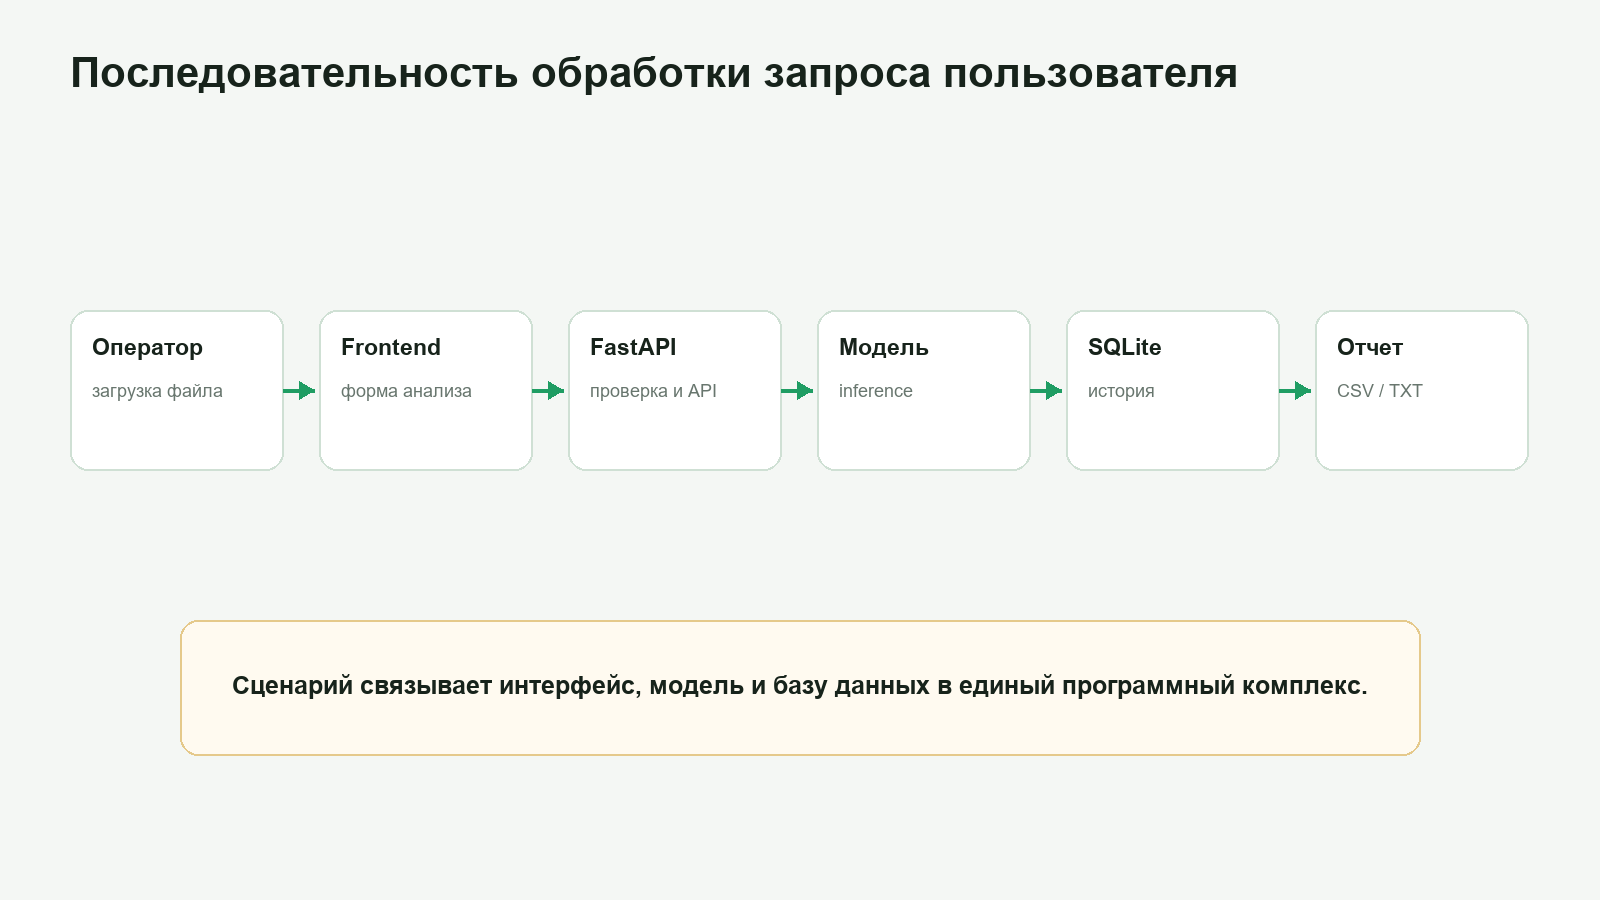 Последовательность обработки запроса пользователя
Оператор
загрузка файла
Frontend
форма анализа
FastAPI
проверка и API
Модель
inference
SQLite
история
Отчет
CSV / TXT
Сценарий связывает интерфейс, модель и базу данных в единый программный комплекс.